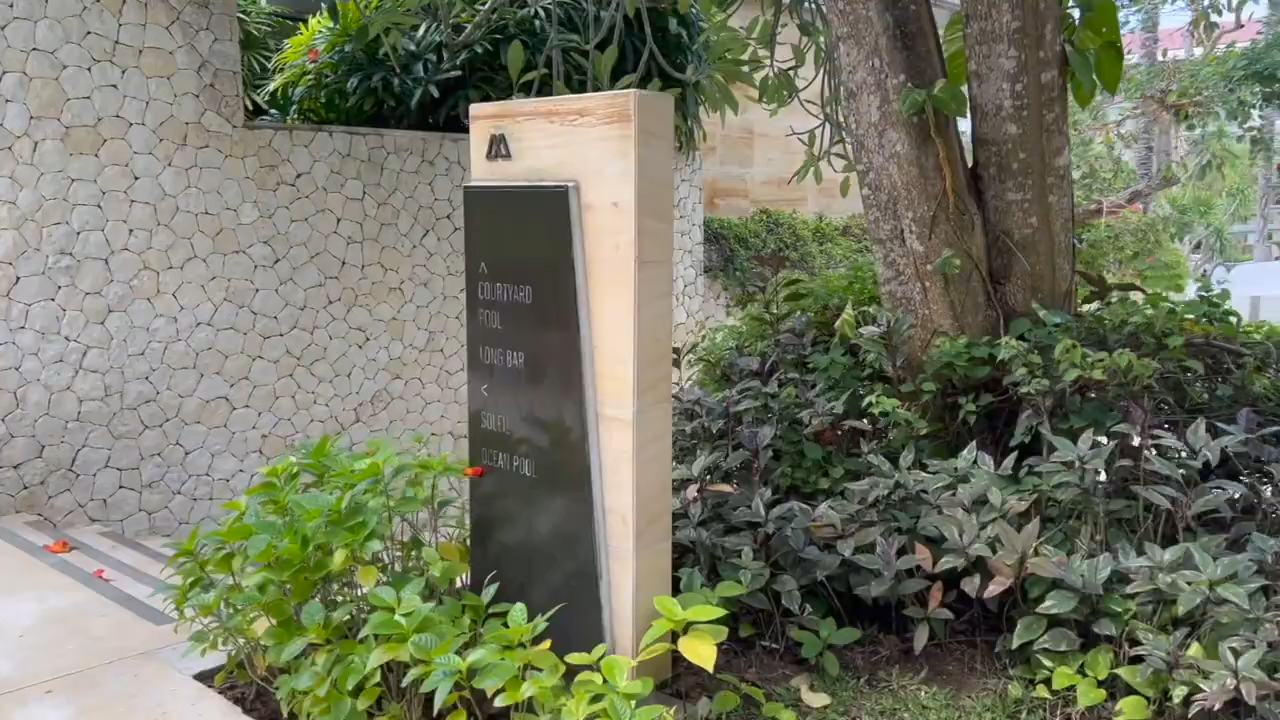 ^
COURTYARD
POOL
LONG BAR
<
SOLEIL
OCEAN POOL